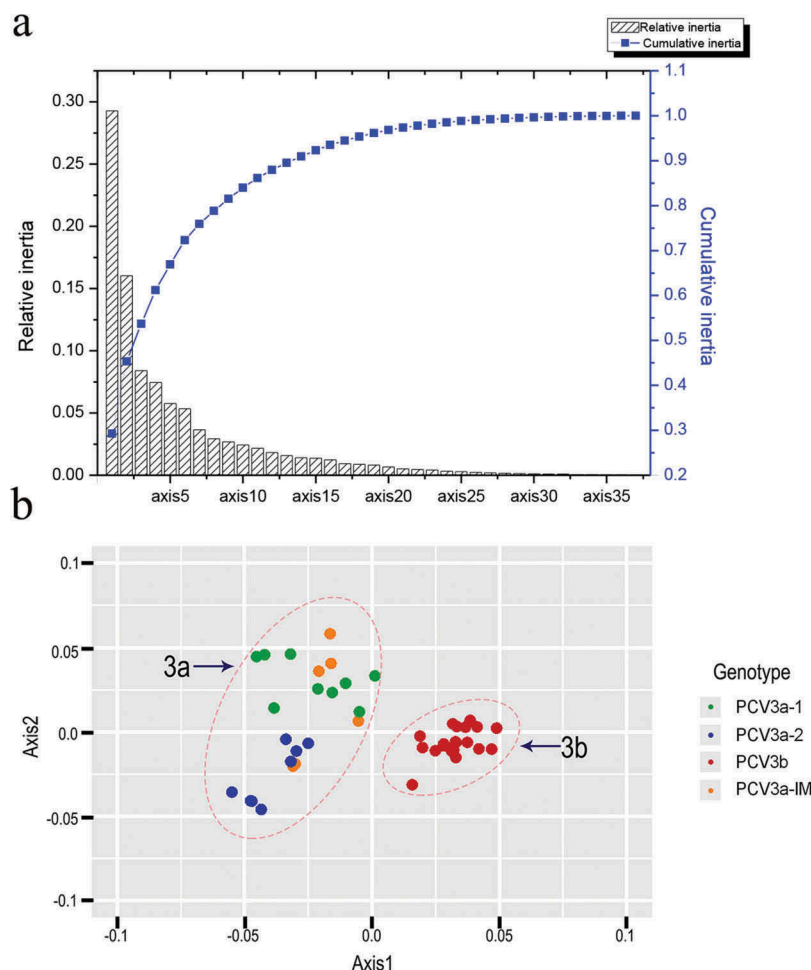 a
Relative inertia
Cumulative inertia
0.30
0.25
0.20
0.15
0.10
0.05
0.00
Relative inertia
1.1
1.0
0.9
0.8
0.7
0.6
0.5
0.4
0.3
0.2
Cumulative inertia
axis5 axis10 axis15 axis20 axis25 axis30 axis35
b
0.1
0.05
0.0
-0.05
-0.1
Axis2
3a
3b
-0.1 -0.05 0.0 0.05 0.1
Axis1
Genotype
PCV3a-1
PCV3a-2
PCV3b
PCV3a-IM